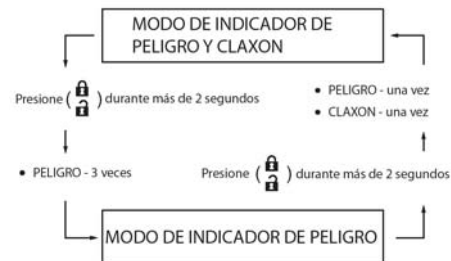 MODO DE INDICADOR DE
PELIGRO Y CLAXON
Presione ( ) durante más de 2 segundos
• PELIGRO - una vez
• CLAXON - una vez
• PELIGRO - 3 veces
Presione ( ) durante más de 2 segundos
MODO DE INDICADOR DE PELIGRO